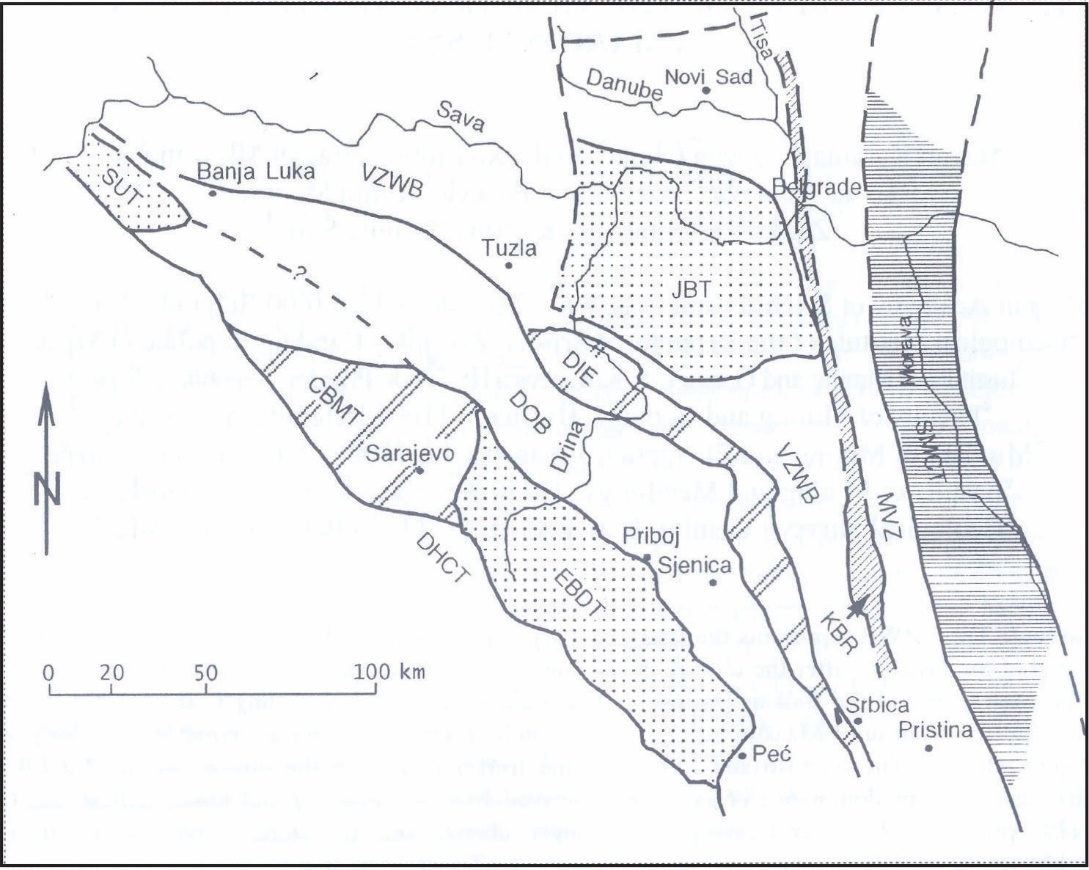 Tisa
Novi Sad
Danube
Sava
Banja Luka
VZWB
Belgrade
SUT
Tuzla
?
JBT
Morava
DIE
CBMT
DOB
SMCT
Drina
Sarajevo
VZWB
MVZ
N
Priboj
DHCT
Sjenica
EBDT
KBR
0 20 50 100 km
Srbica
Pristina
Peć